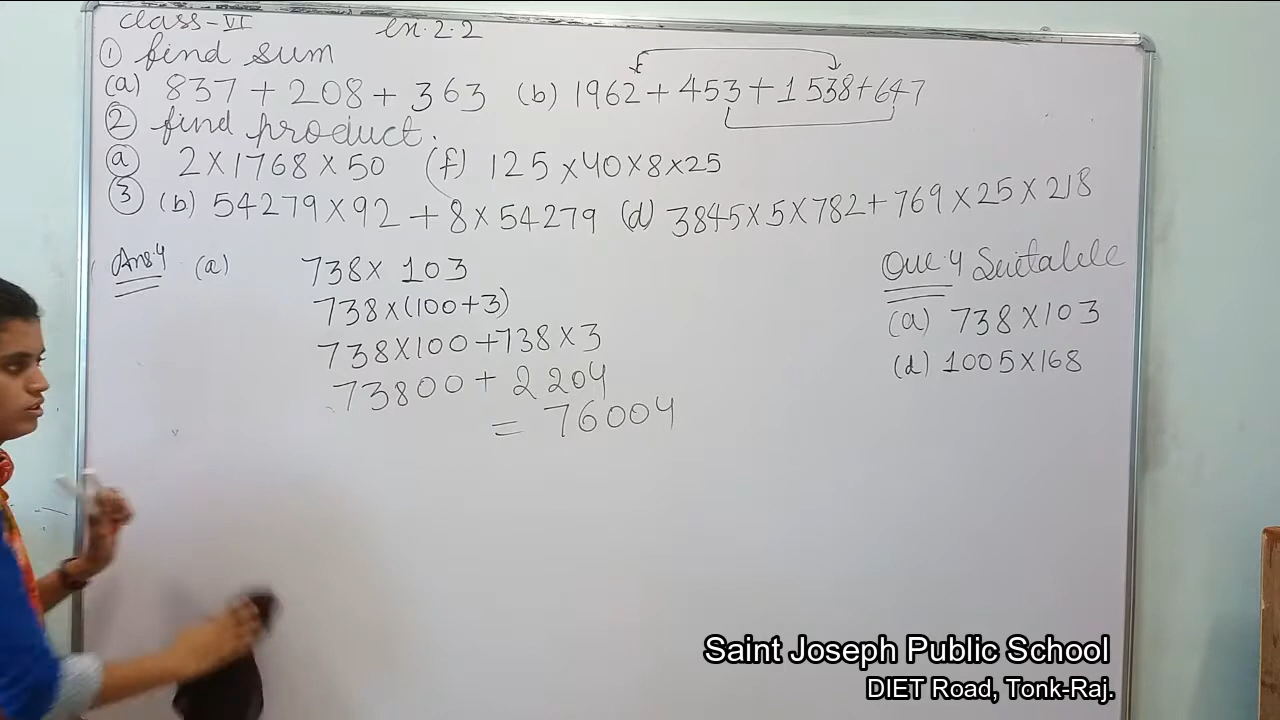 class-VI ex.2.2
① find sum
(a) 837 + 208 + 363 (b) 1962 + 453 + 1538 + 647
② find product.
ⓐ 2 × 1768 × 50 (f) 125 × 40 × 8 × 25
③ (b) 54279 × 92 + 8 × 54279 (d) 3845 × 5 × 782 + 769 × 25 × 218
Ans 4 (a) 738 × 103
738 × (100 + 3)
738 × 100 + 738 × 3
73800 + 2204
= 76004
Que.4 Suitable
(a) 738 × 103
(d) 1005 × 168
Saint Joseph Public School
DIET Road, Tonk-Raj.